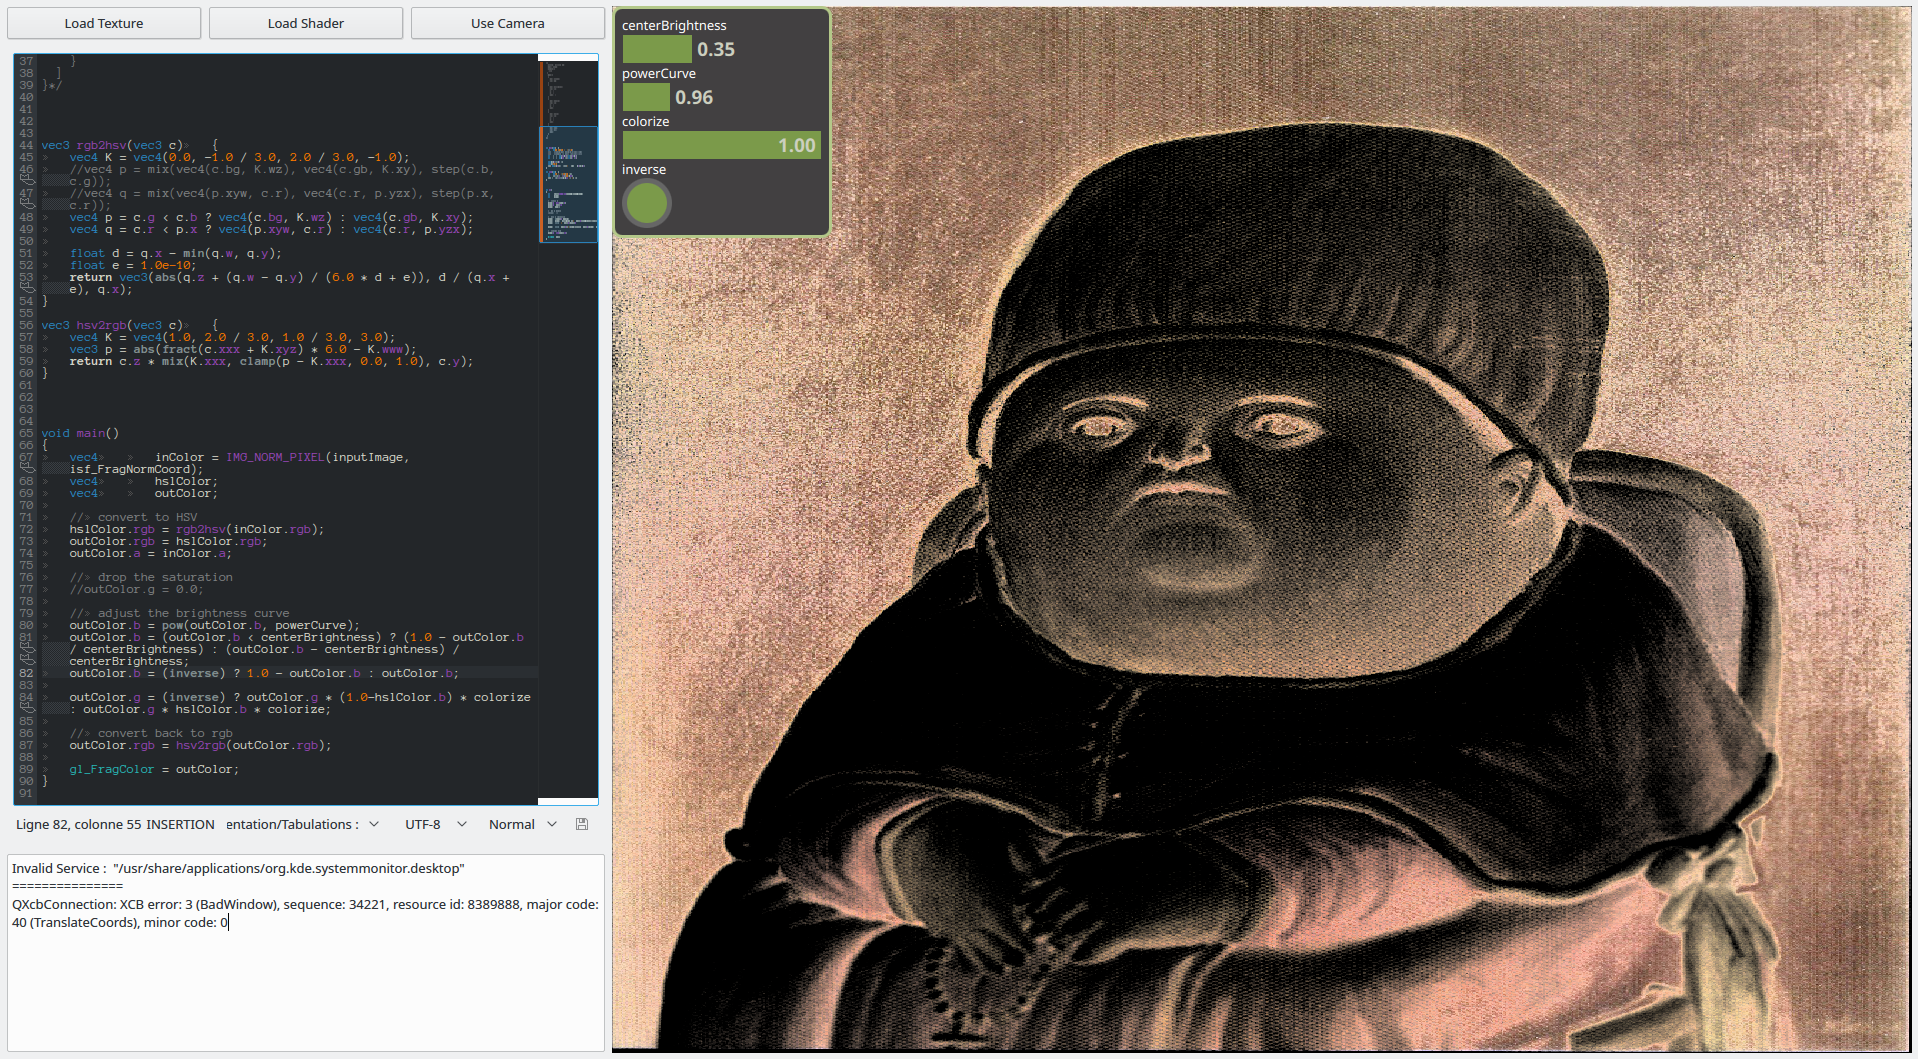 Load Texture
Load Shader
Use Camera
37 }
38 ]
39 }*/
40
41
42
43
44 vec3 rgb2hsv(vec3 c)> {
45 > vec4 K = vec4(0.0, -1.0 / 3.0, 2.0 / 3.0, -1.0);
46 > //vec4 p = mix(vec4(c.bg, K.wz), vec4(c.gb, K.xy), step(c.b,
c.g));
47 > //vec4 q = mix(vec4(p.xyw, c.r), vec4(c.r, p.yzx), step(p.x,
c.r));
48 > vec4 p = c.g < c.b ? vec4(c.bg, K.wz) : vec4(c.gb, K.xy);
49 > vec4 q = c.r < p.x ? vec4(p.xyw, c.r) : vec4(c.r, p.yzx);
50 >
51 > float d = q.x - min(q.w, q.y);
52 > float e = 1.0e-10;
53 > return vec3(abs(q.z + (q.w - q.y) / (6.0 * d + e)), d / (q.x +
e), q.x);
54 }
55
56 vec3 hsv2rgb(vec3 c)> {
57 > vec4 K = vec4(1.0, 2.0 / 3.0, 1.0 / 3.0, 3.0);
58 > vec3 p = abs(fract(c.xxx + K.xyz) * 6.0 - K.www);
59 > return c.z * mix(K.xxx, clamp(p - K.xxx, 0.0, 1.0), c.y);
60 }
61
62
63
64
65 void main()
66 {
67 > vec4> > inColor = IMG_NORM_PIXEL(inputImage,
isf_FragNormCoord);
68 > vec4> > hslColor;
69 > vec4> > outColor;
70 >
71 > //> convert to HSV
72 > hslColor.rgb = rgb2hsv(inColor.rgb);
73 > outColor.rgb = hslColor.rgb;
74 > outColor.a = inColor.a;
75 >
76 > //> drop the saturation
77 > //outColor.g = 0.0;
78 >
79 > //> adjust the brightness curve
80 > outColor.b = pow(outColor.b, powerCurve);
81 > outColor.b = (outColor.b < centerBrightness) ? (1.0 - outColor.b
/ centerBrightness) : (outColor.b - centerBrightness) /
centerBrightness;
82 > outColor.b = (inverse) ? 1.0 - outColor.b : outColor.b;
83 >
84 > outColor.g = (inverse) ? outColor.g * (1.0-hslColor.b) * colorize
: outColor.g * hslColor.b * colorize;
85 >
86 > //> convert back to rgb
87 > outColor.rgb = hsv2rgb(outColor.rgb);
88 >
89 > gl_FragColor = outColor;
90 }
91
Ligne 82, colonne 55 INSERTION entation/Tabulations : UTF-8 Normal
Invalid Service : "/usr/share/applications/org.kde.systemmonitor.desktop"
===============
QXcbConnection: XCB error: 3 (BadWindow), sequence: 34221, resource id: 8389888, major code:
40 (TranslateCoords), minor code: 0
centerBrightness
0.35
powerCurve
0.96
colorize
1.00
inverse